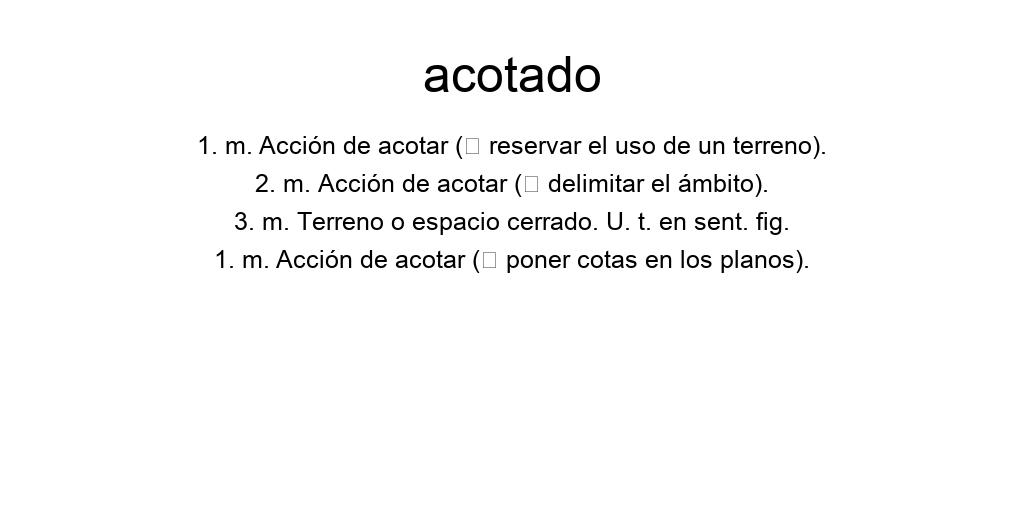 acotado
1. m. Acción de acotar (□ reservar el uso de un terreno).
2. m. Acción de acotar (□ delimitar el ámbito).
3. m. Terreno o espacio cerrado. U. t. en sent. fig.
1. m. Acción de acotar (□ poner cotas en los planos).